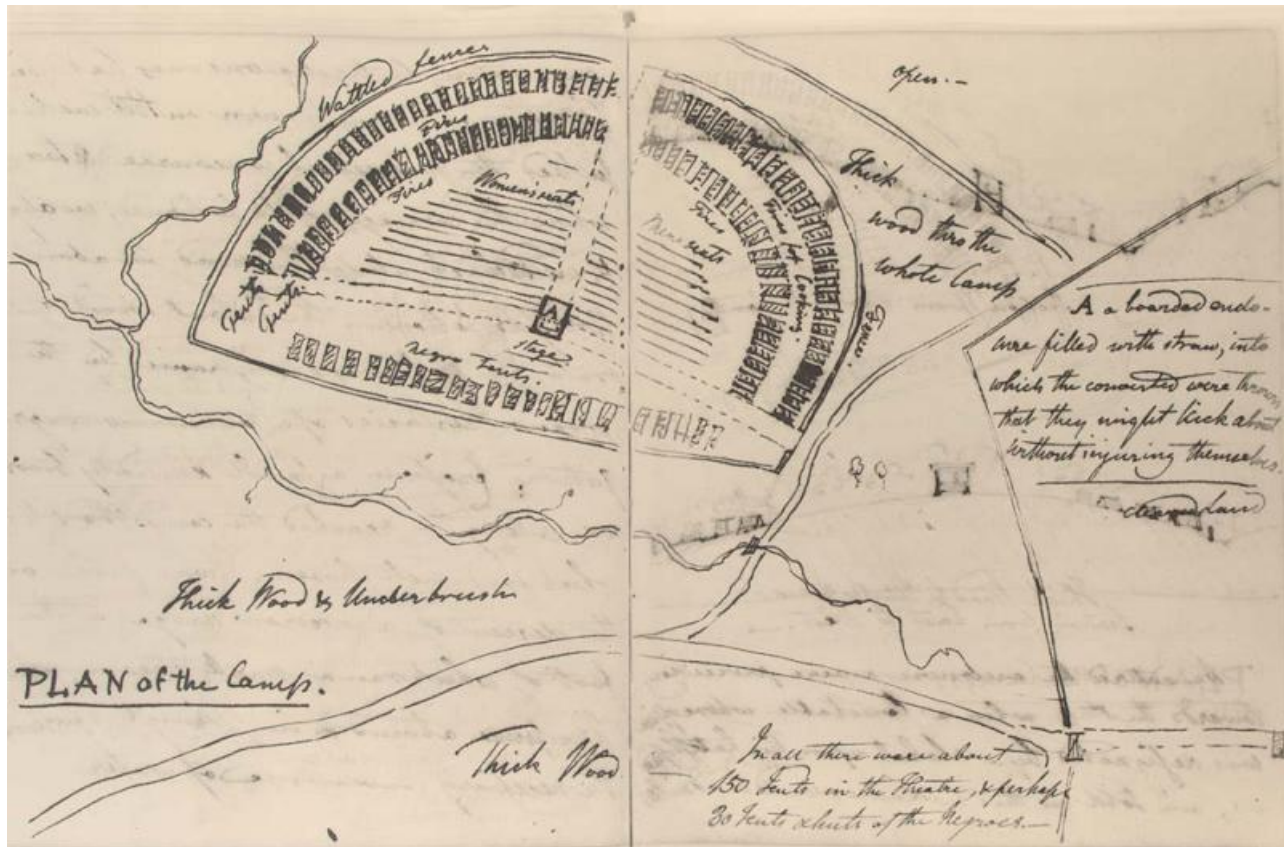 Wattled fences
Fires
Fires
Women's seats
Tents
Tents
A
Stage
Negro Tents.
Mens seats
Fires
Fires for Cooking
Fences
open.—
Thick
wood thro the
whole Camp
A a boarded enclo-
sure filled with straw, into
which the converted were thrown
that they might kick about
without injuring themselves.
cleared Land
Thick Wood & Underbrush
PLAN of the Camp.
Thick Wood
In all there were about
150 Tents in the Theatre, & perhaps
30 Tents & huts of the Negroes.—